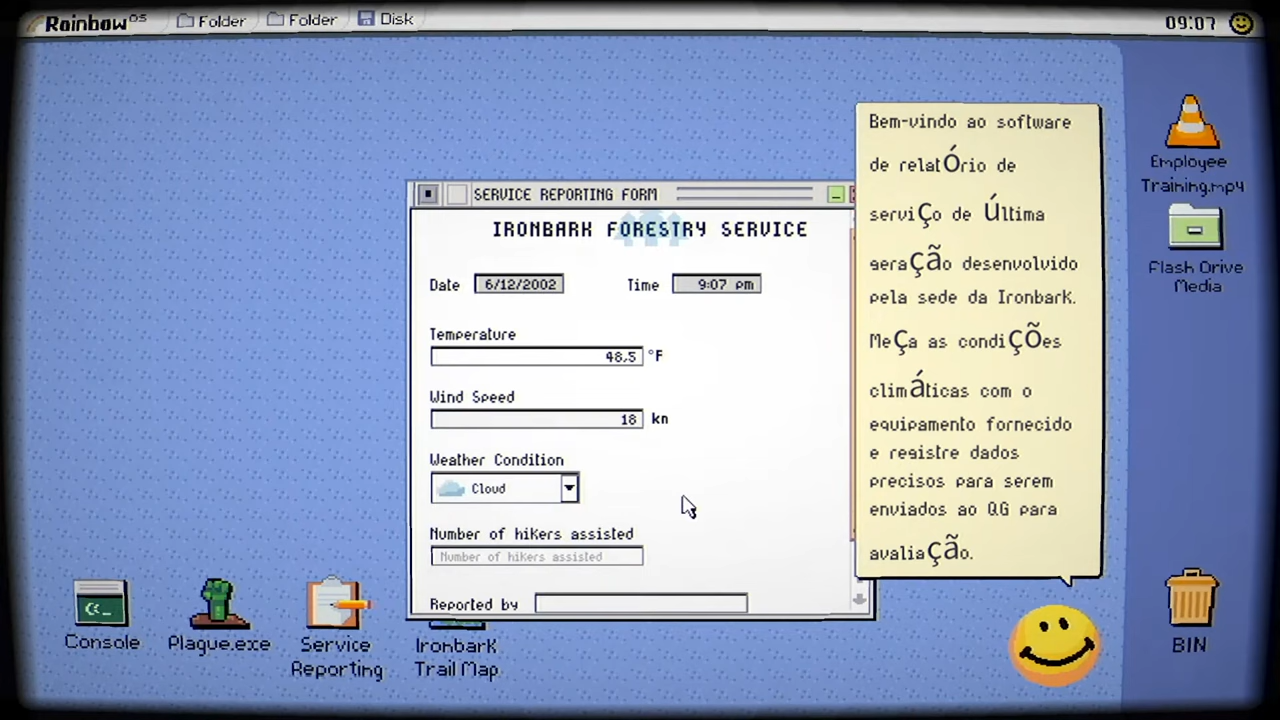 RainbowOS
Folder
Folder
Disk
09:07
Employee
Training.mp4
Flash Drive
Media
BIN
SERVICE REPORTING FORM
IRONBARK FORESTRY SERVICE
Date 6/12/2002 Time 9:07 pm
Temperature
48.5 °F
Wind Speed
18 kn
Weather Condition
Cloud
Number of hikers assisted
Number of hikers assisted
Reported by
Bem-vindo ao software
de relatÓrio de
serviÇo de Última
geraÇÃo desenvolvido
pela sede da Ironbark.
MeÇa as condiÇÕes
climÁticas com o
equipamento fornecido
e registre dados
precisos para serem
enviados ao QG para
avaliaÇÃo.
Console
Plague.exe
Service
Reporting
Ironbark
Trail Map